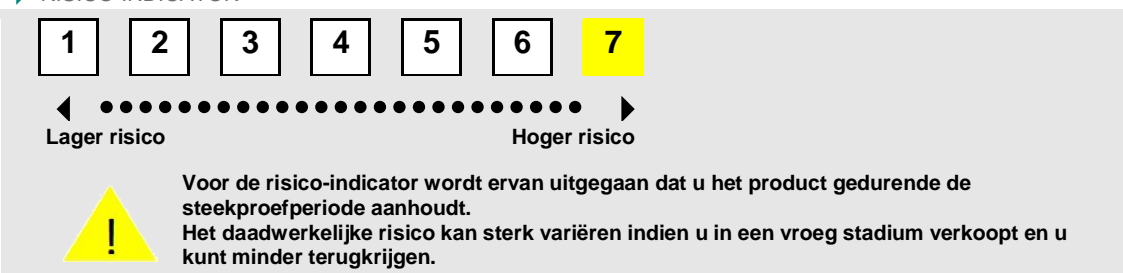 RISICO-INDICATOR
1 2 3 4 5 6 7
Lager risico Hoger risico
Voor de risico-indicator wordt ervan uitgegaan dat u het product gedurende de
steekproefperiode aanhoudt.
! Het daadwerkelijke risico kan sterk variëren indien u in een vroeg stadium verkoopt en u
kunt minder terugkrijgen.